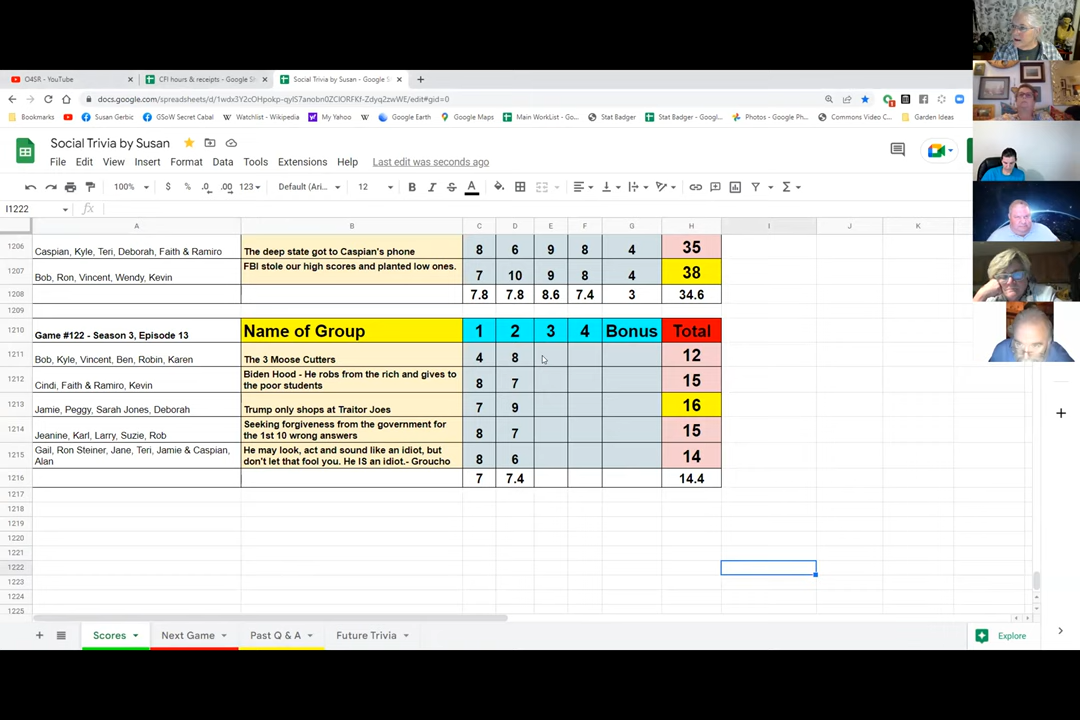 O4SR - YouTube
CFI hours & receipts - Google Sh
Social Trivia by Susan - Google S
docs.google.com/spreadsheets/d/1wdx3Y2cOHpokp-qyIS7anobn0ZCIORFKf-Zdyq2zwWE/edit#gid=0
Bookmarks
YouTube
Susan Gerbic
GSoW Secret Cabal
Watchlist - Wikipedia
My Yahoo
Google Earth
Google Maps
Main WorkList - Go...
Stat Badger
Stat Badger - Googl...
Photos - Google Ph...
Commons Video C...
Garden Ideas
Social Trivia by Susan
File Edit View Insert Format Data Tools Extensions Help Last edit was seconds ago
100% $ % .0 .00 123 Default (Ari... 12 B I S A
I1222 fx
A B C D E F G H I J K
1206 Caspian, Kyle, Teri, Deborah, Faith & Ramiro The deep state got to Caspian's phone 8 6 9 8 4 35
1207 Bob, Ron, Vincent, Wendy, Kevin FBI stole our high scores and planted low ones. 7 10 9 8 4 38
1208 7.8 7.8 8.6 7.4 3 34.6
1209
1210 Game #122 - Season 3, Episode 13 Name of Group 1 2 3 4 Bonus Total
1211 Bob, Kyle, Vincent, Ben, Robin, Karen The 3 Moose Cutters 4 8 12
1212 Cindi, Faith & Ramiro, Kevin Biden Hood - He robs from the rich and gives to
the poor students 8 7 15
1213 Jamie, Peggy, Sarah Jones, Deborah Trump only shops at Traitor Joes 7 9 16
1214 Jeanine, Karl, Larry, Suzie, Rob Seeking forgiveness from the government for
the 1st 10 wrong answers 8 7 15
1215 Gail, Ron Steiner, Jane, Teri, Jamie & Caspian,
Alan He may look, act and sound like an idiot, but
don't let that fool you. He IS an idiot.- Groucho 8 6 14
1216 7 7.4 14.4
1217
1218
1219
1220
1221
1222
1223
1224
1225
Scores
Next Game
Past Q & A
Future Trivia
Explore